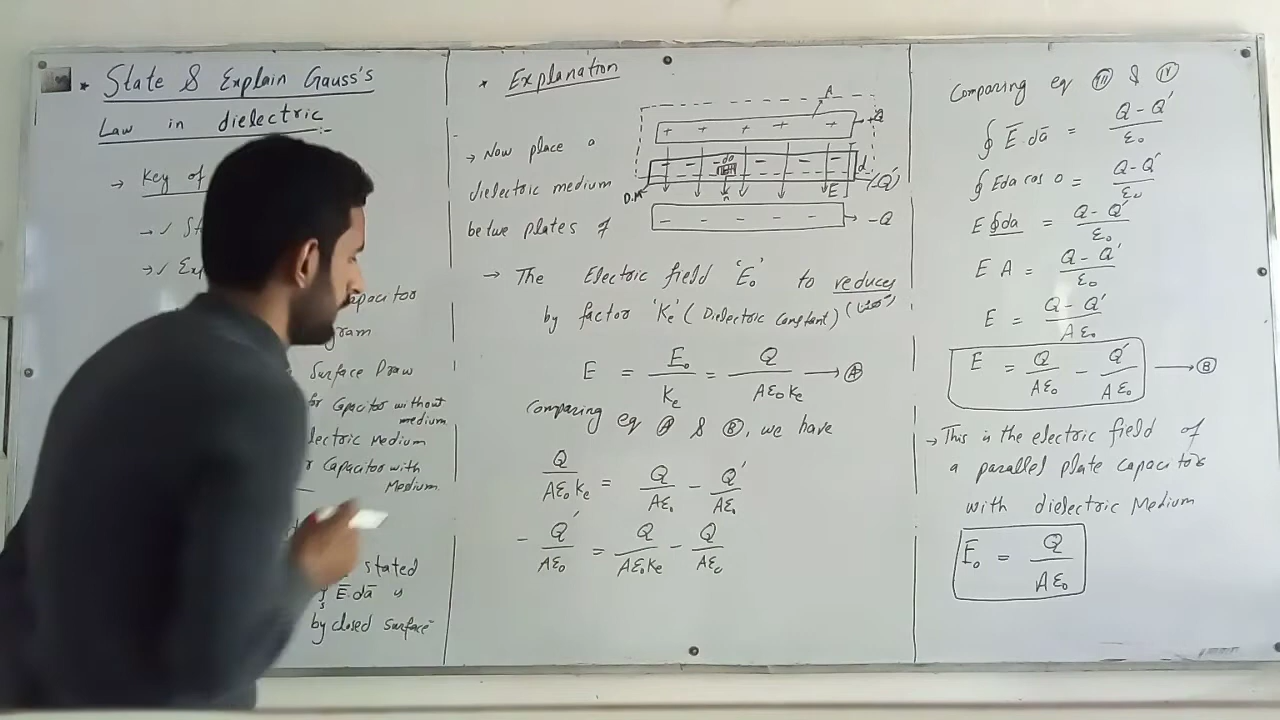 * State & Explain Gauss's
Law in dielectric :-
→ Key of
→ ✓ St
→ ✓ Exp
apacitor
gram
Surface Draw
for Capacitor without
medium
lectric Medium
r Capacitor with
Medium
stated
∮s E̅ da̅ is
by closed surface
* Explanation
→ Now place a
dielectric medium
betwe plates of
A
+ + + + + +Q
D.M - - da - - - d (-Q')
n̂ E
- - - - - -Q
→ The Electric field 'E₀' to reduces
by factor 'Kₑ' (Dielectric Constant)
E = E₀/Kₑ = Q/Aε₀Kₑ → Ⓐ
Comparing eq Ⓐ & Ⓑ, we have
Q/Aε₀Kₑ = Q/Aε₀ - Q'/Aε₀
- Q'/Aε₀ = Q/Aε₀Kₑ - Q/Aε₀
Comparing eq (III) & (IV)
∮ E̅ da̅ = Q - Q'/ε₀
∮ Eda cos 0 = Q - Q'/ε₀
E ∮da = Q - Q'/ε₀
E A = Q - Q'/ε₀
E = Q - Q'/Aε₀
E = Q/Aε₀ - Q'/Aε₀ → Ⓑ
→ This is the electric field of
a parallel plate capacitors
with dielectric Medium
E₀ = Q/Aε₀